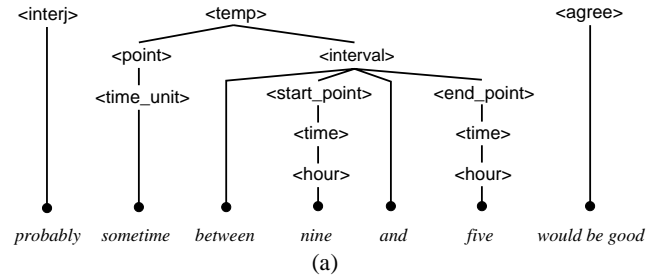 <interj> <temp> <agree>
<point> <interval>
<time_unit> <start_point> <end_point>
<time> <time>
<hour> <hour>
probably sometime between nine and five would be good
(a)